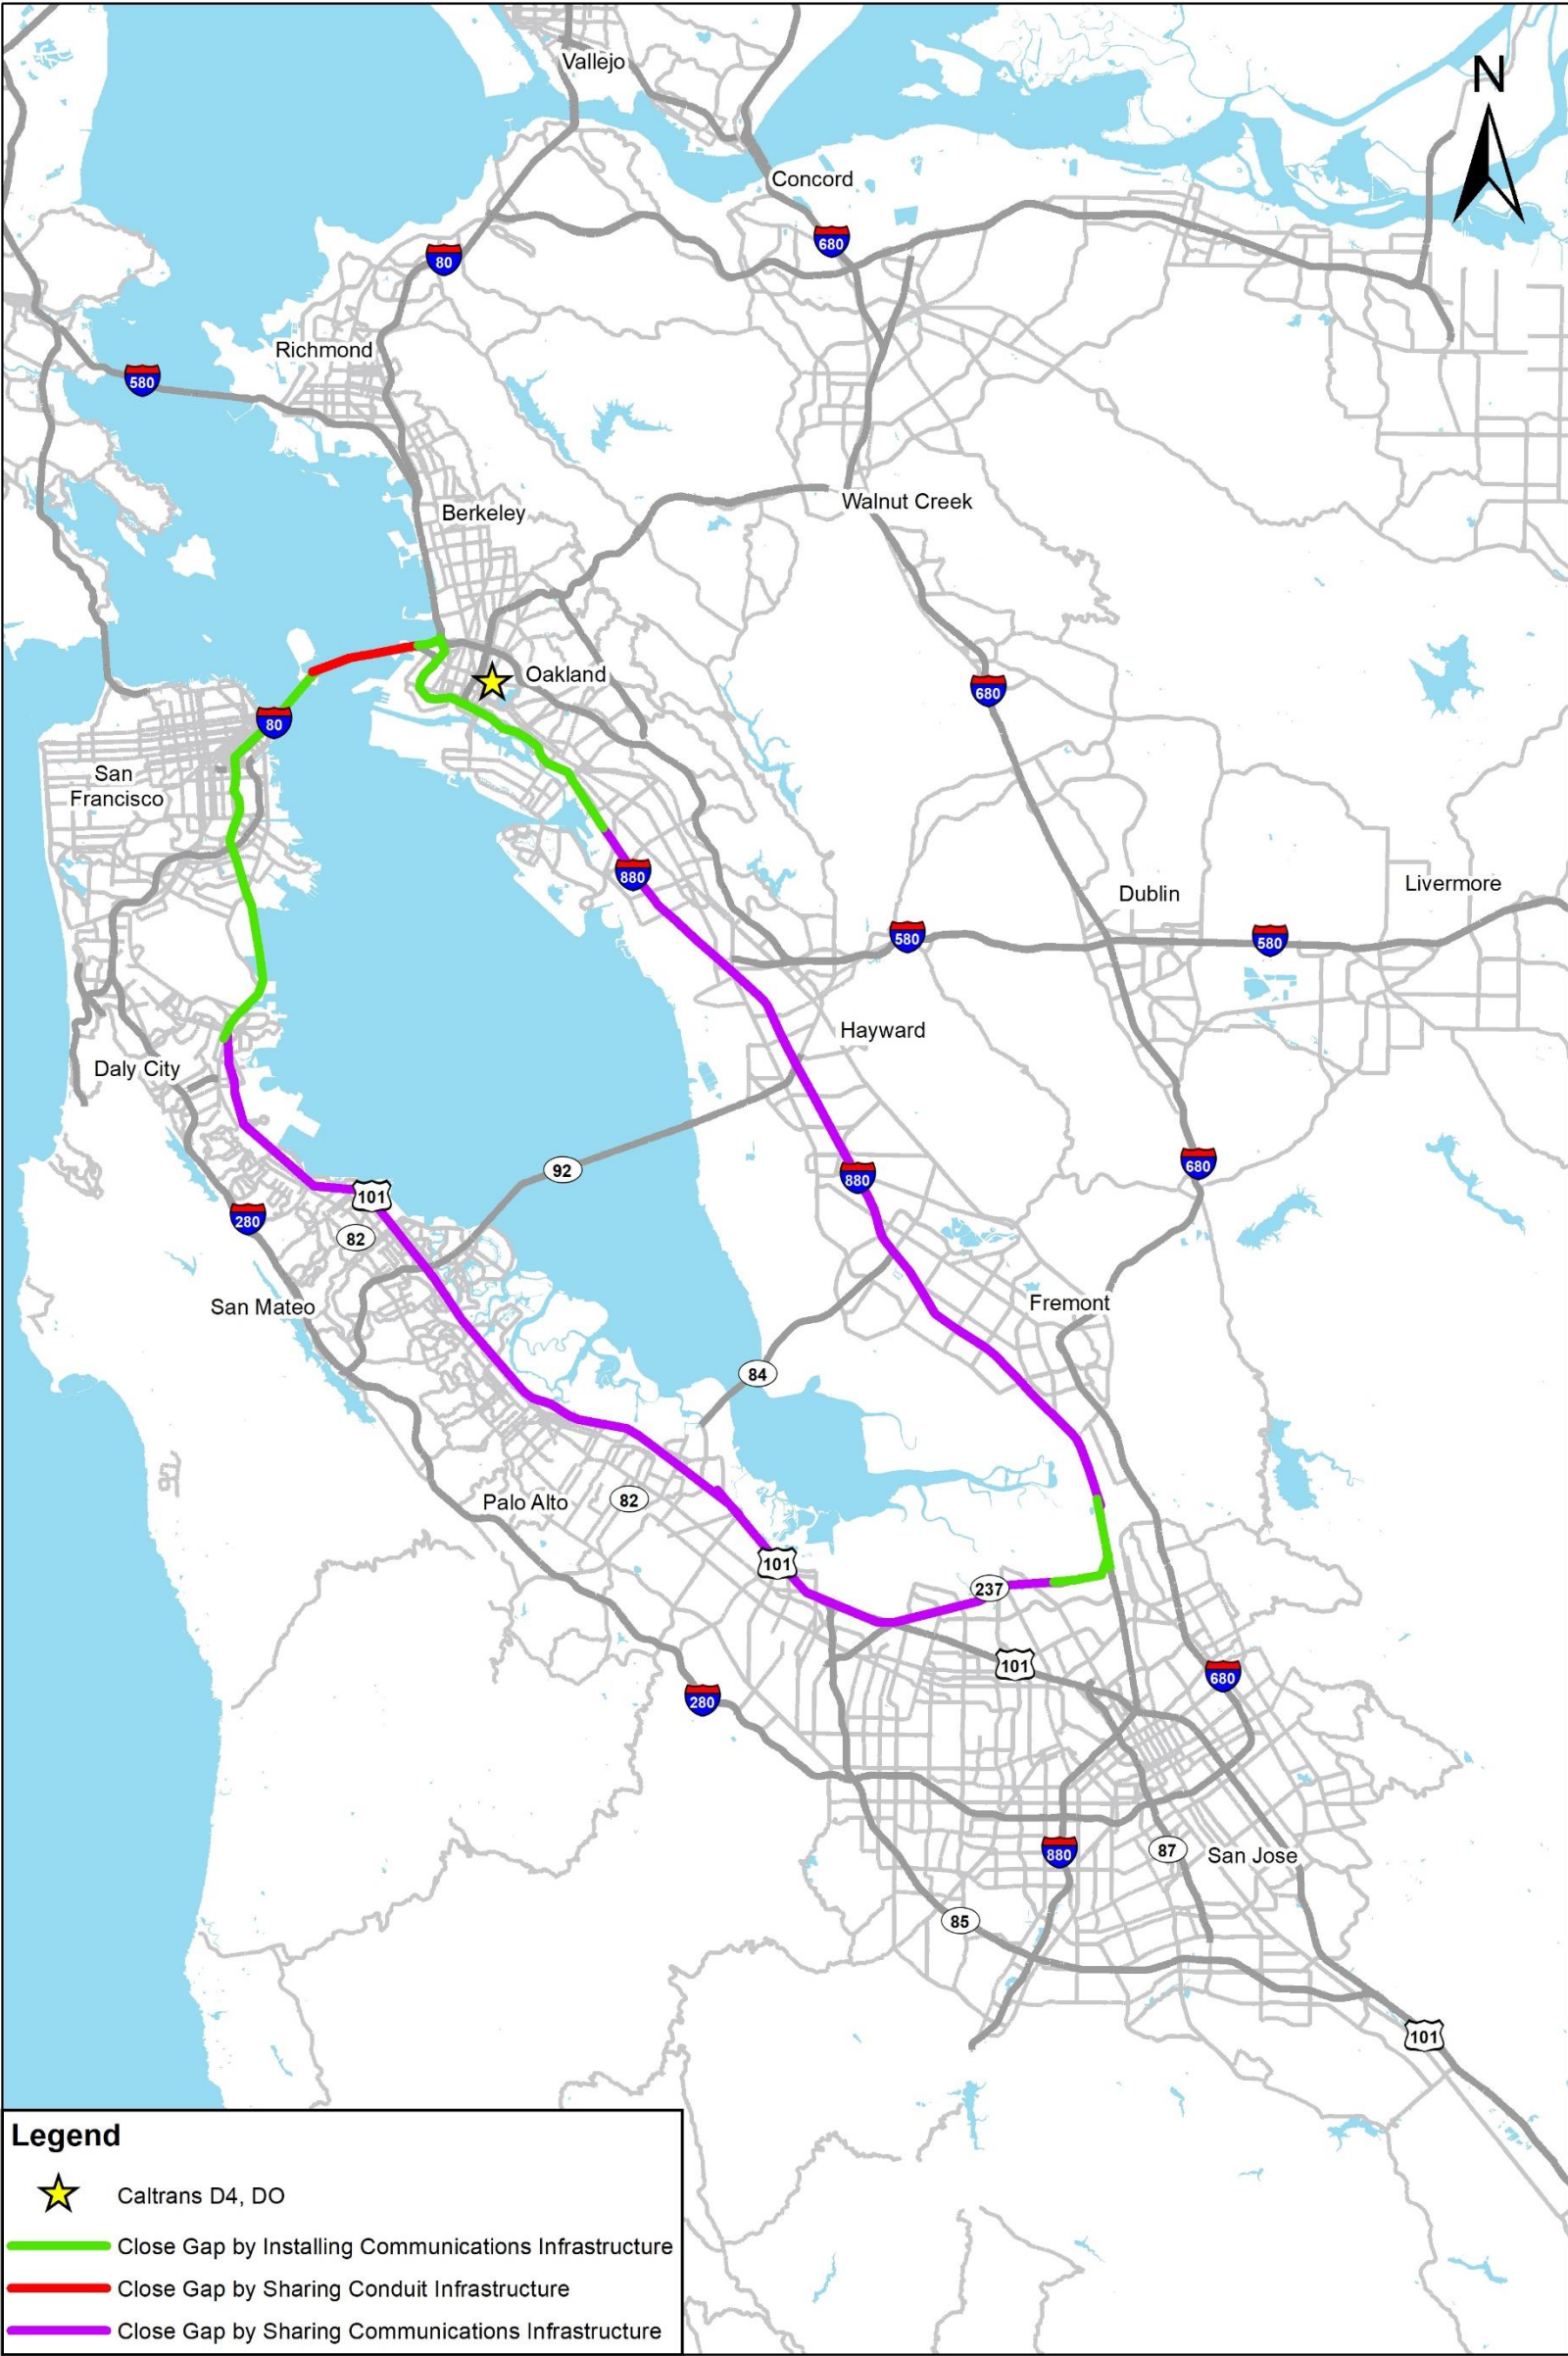 Vallejo
N
Concord
680
80
Richmond
580
Walnut Creek
Berkeley
Oakland
680
80
San
Francisco
880
Livermore
Dublin
580
580
Hayward
Daly City
680
92
880
101
280
82
Fremont
San Mateo
84
Palo Alto
82
101
237
101
680
280
880
87
San Jose
85
101
Legend
Caltrans D4, DO
Close Gap by Installing Communications Infrastructure
Close Gap by Sharing Conduit Infrastructure
Close Gap by Sharing Communications Infrastructure